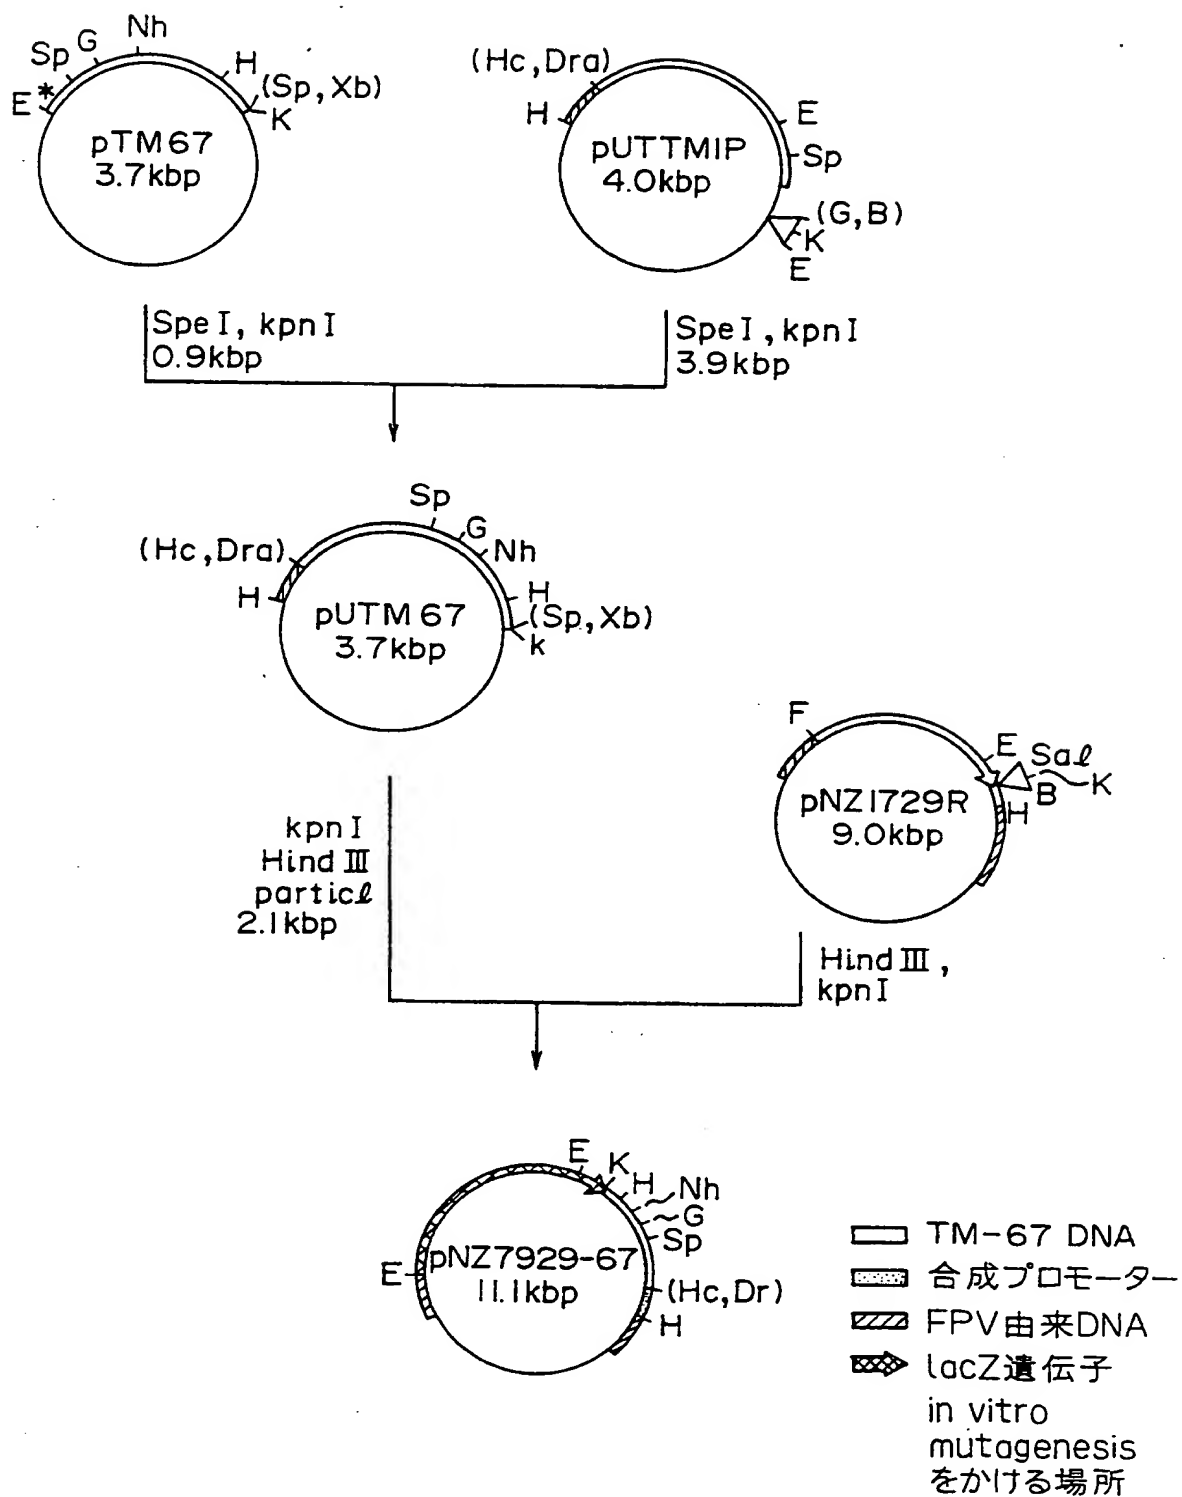 Nh
G
Sp
H
*
E
(Sp,Xb)
K
pTM67
3.7kbp
(Hc,Dra)
H
E
pUTTMIP
4.0kbp
Sp
(G,B)
K
E
SpeI, kpnI
0.9kbp
SpeI, kpnI
3.9kbp
Sp
G
(Hc,Dra)
Nh
H
H
(Sp,Xb)
k
pUTM67
3.7kbp
F
E
Sal
K
B
H
pNZ1729R
9.0kbp
kpnI
Hind III
particl
2.1kbp
Hind III,
kpnI
E
K
H
Nh
G
Sp
E
pNZ7929-67
11.1kbp
(Hc,Dr)
H
TM-67 DNA
合成プロモーター
FPV由来DNA
lacZ遺伝子
in vitro
mutagenesis
をかける場所